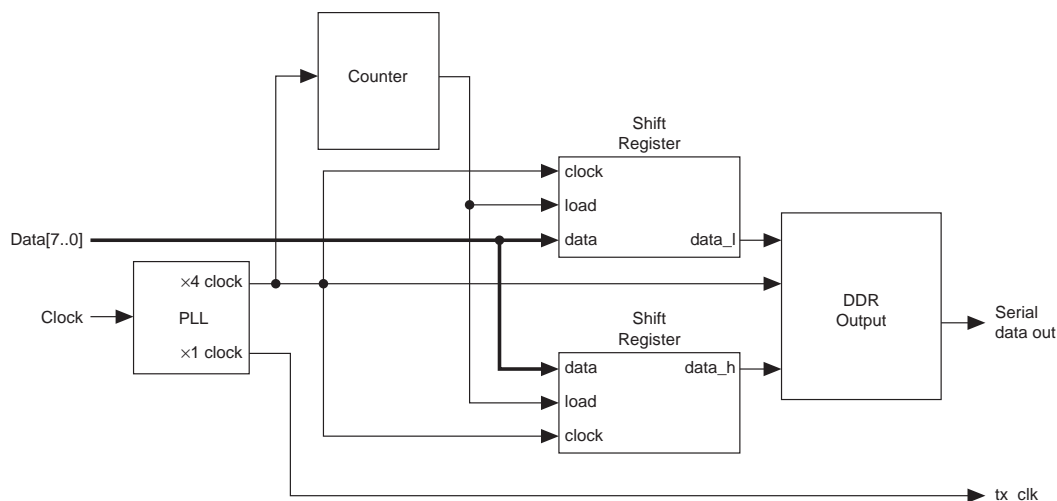 Counter
Shift
Register
clock
load
Data[7..0]
data
data_l
×4 clock
DDR
Output
Clock
PLL
Serial
data out
Shift
Register
×1 clock
data
data_h
load
clock
tx_clk